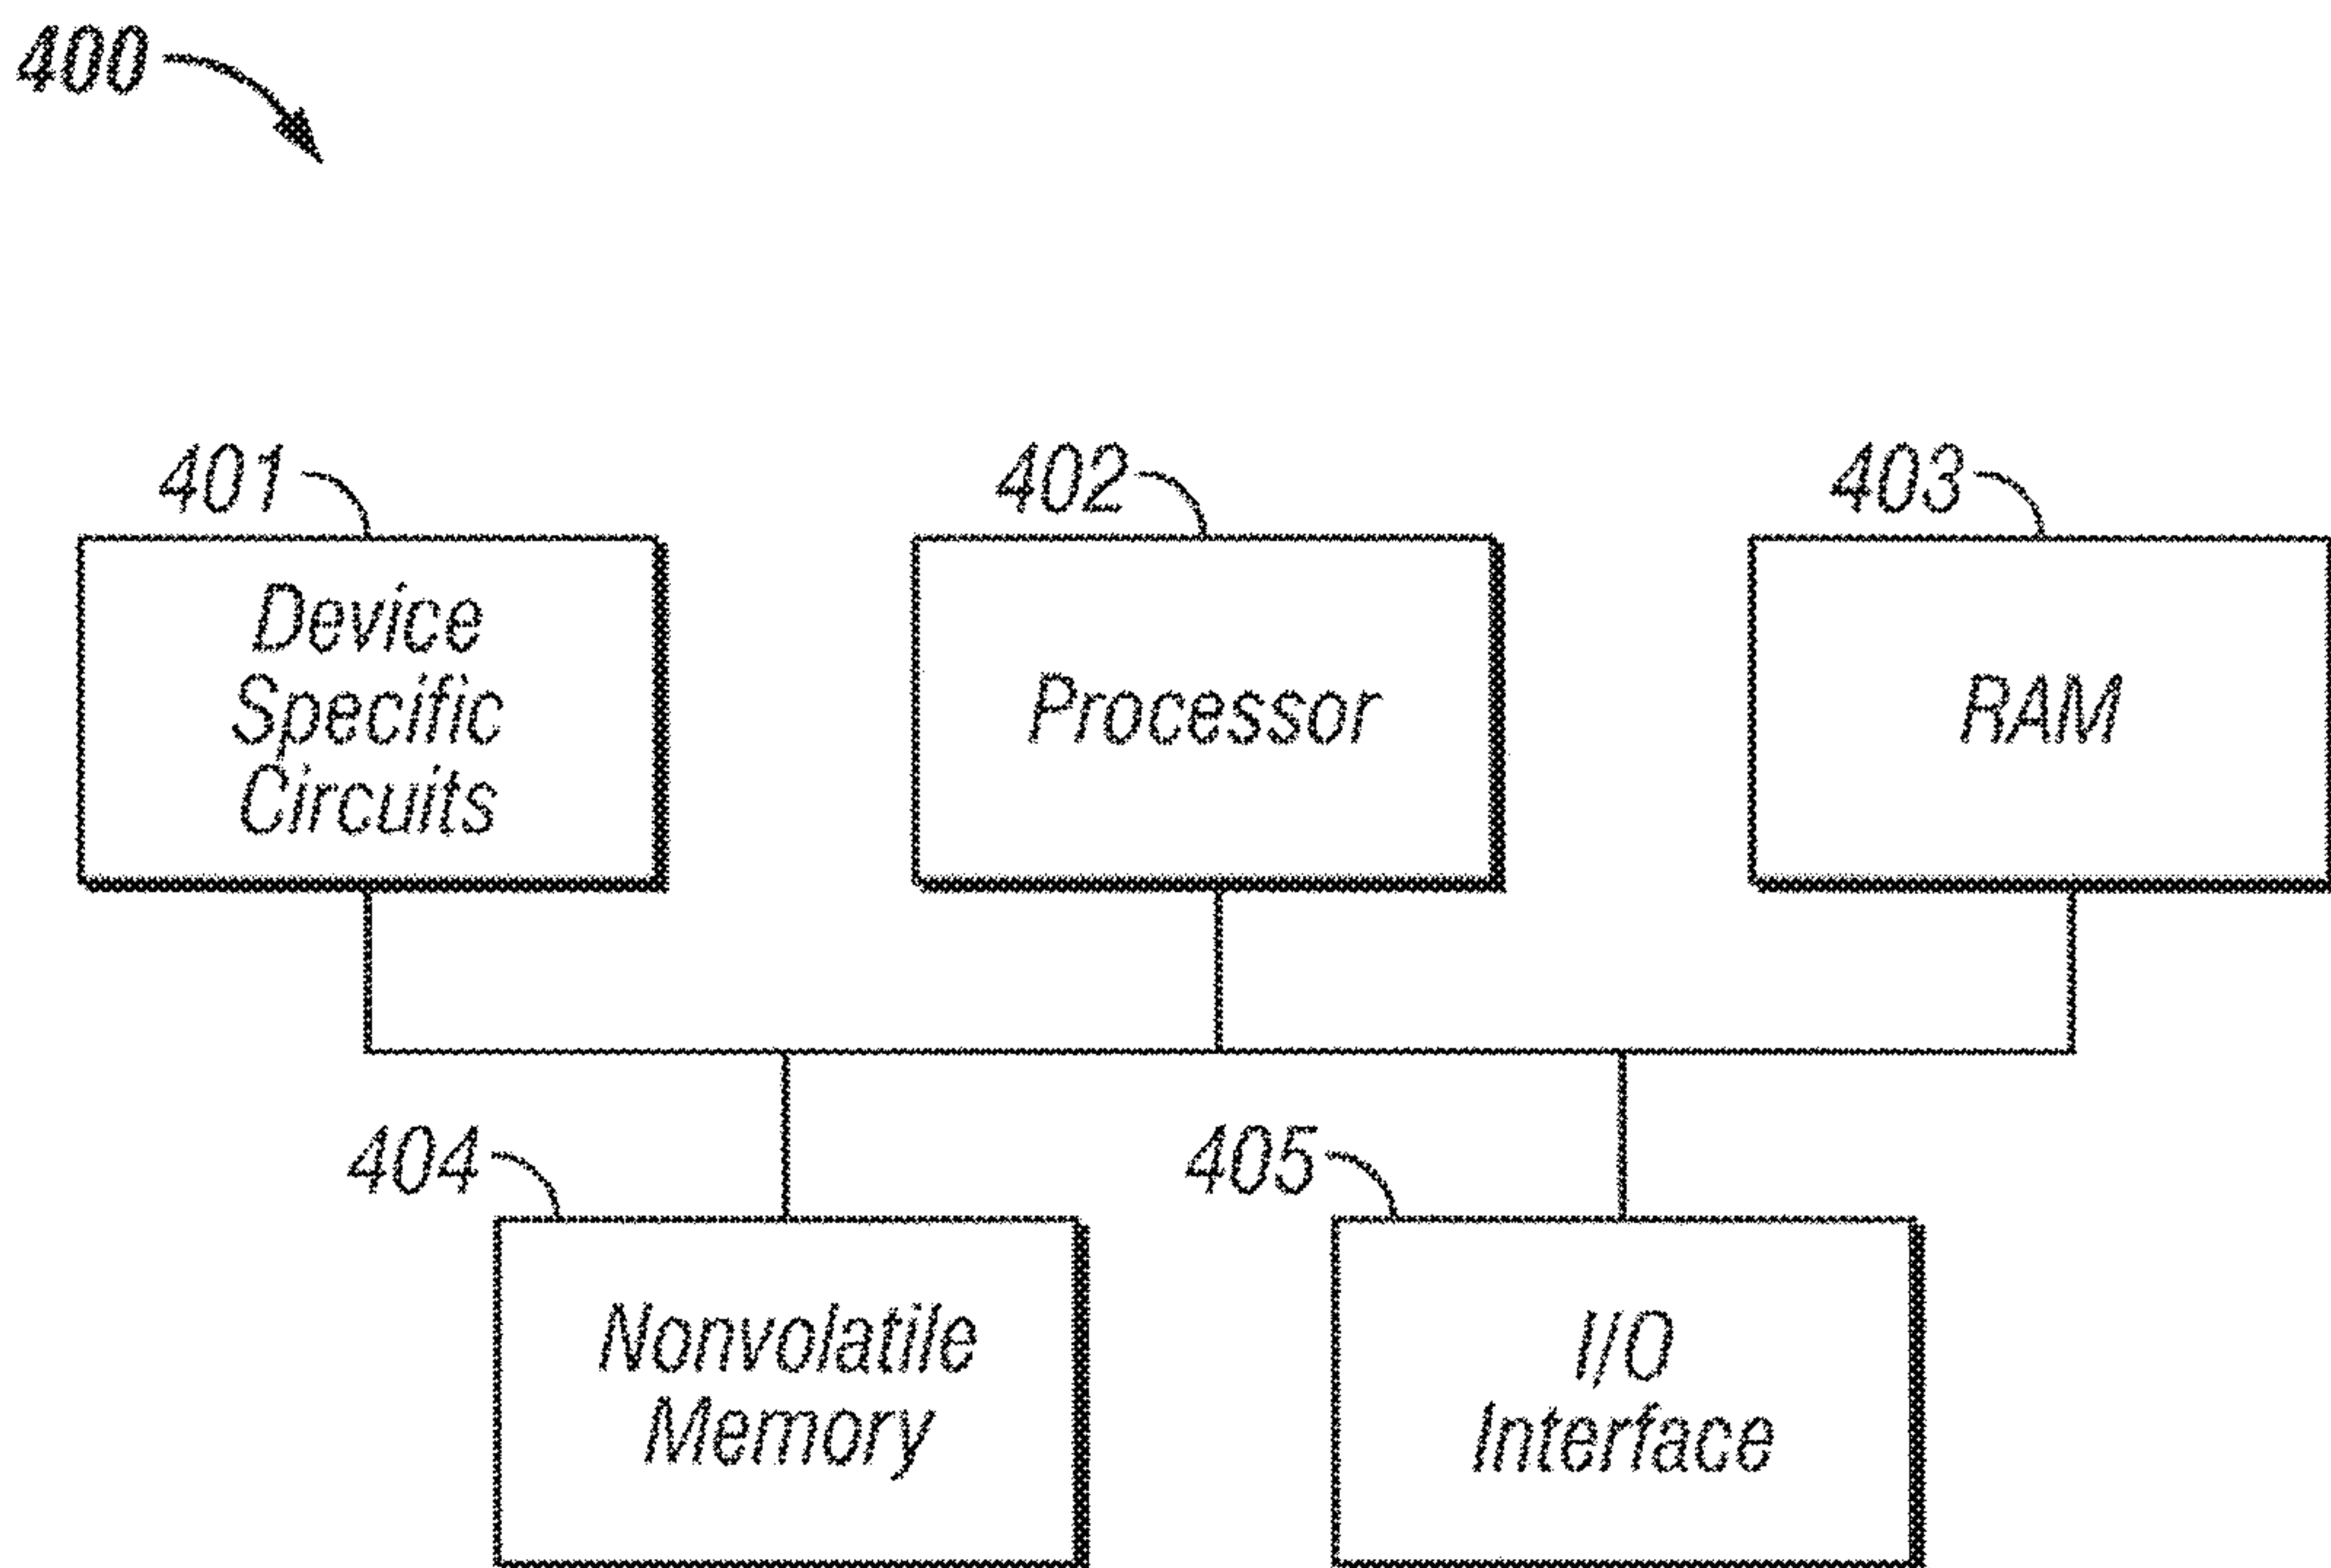 400
401
402
403
Device
Specific
Circuits
Processor
RAM
404
405
Nonvolatile
Memory
I/O
Interface